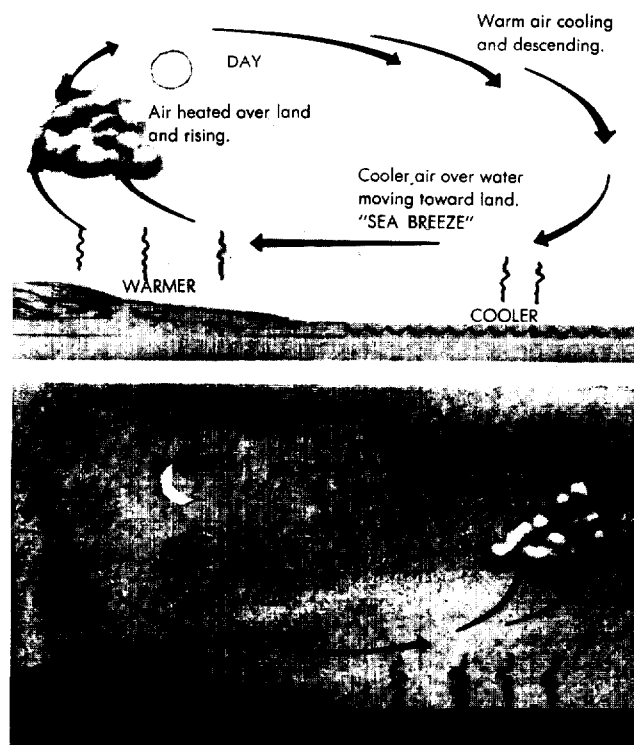 Warm air cooling
and descending.
DAY
Air heated over land
and rising.
Cooler air over water
moving toward land.
"SEA BREEZE"
WARMER
COOLER